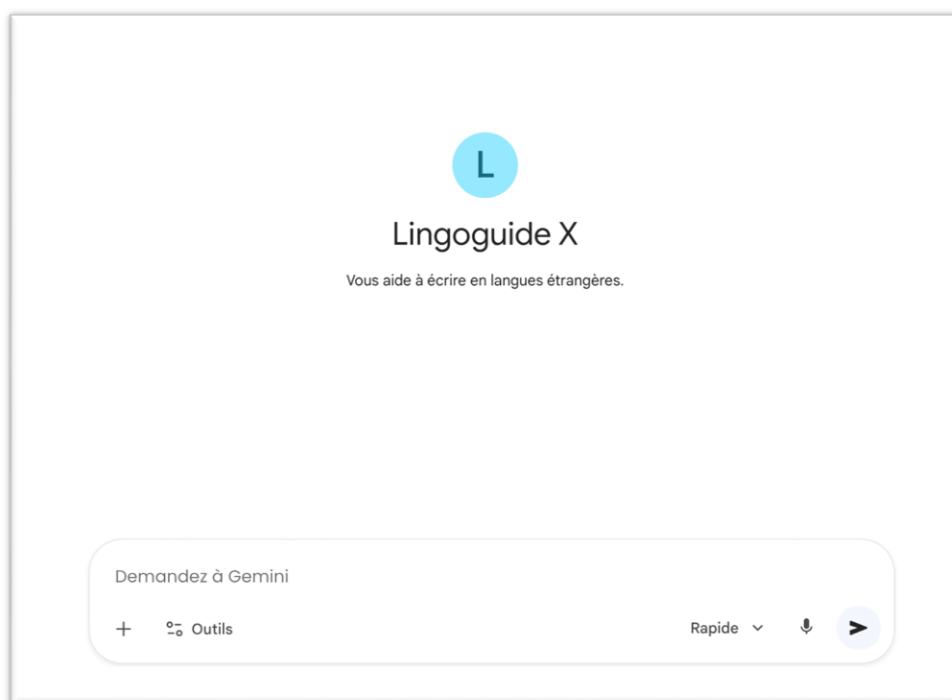 L
Lingoguide X
Vous aide à écrire en langues étrangères.
Demandez à Gemini
Outils
Rapide